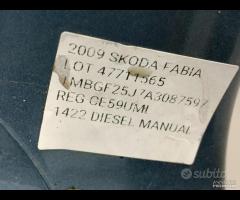 2009 SKODA FABIA
LOT 47711565
TMBGF25J7A3087597
REG CE59UMI
1422 DIESEL MANUAL
subito